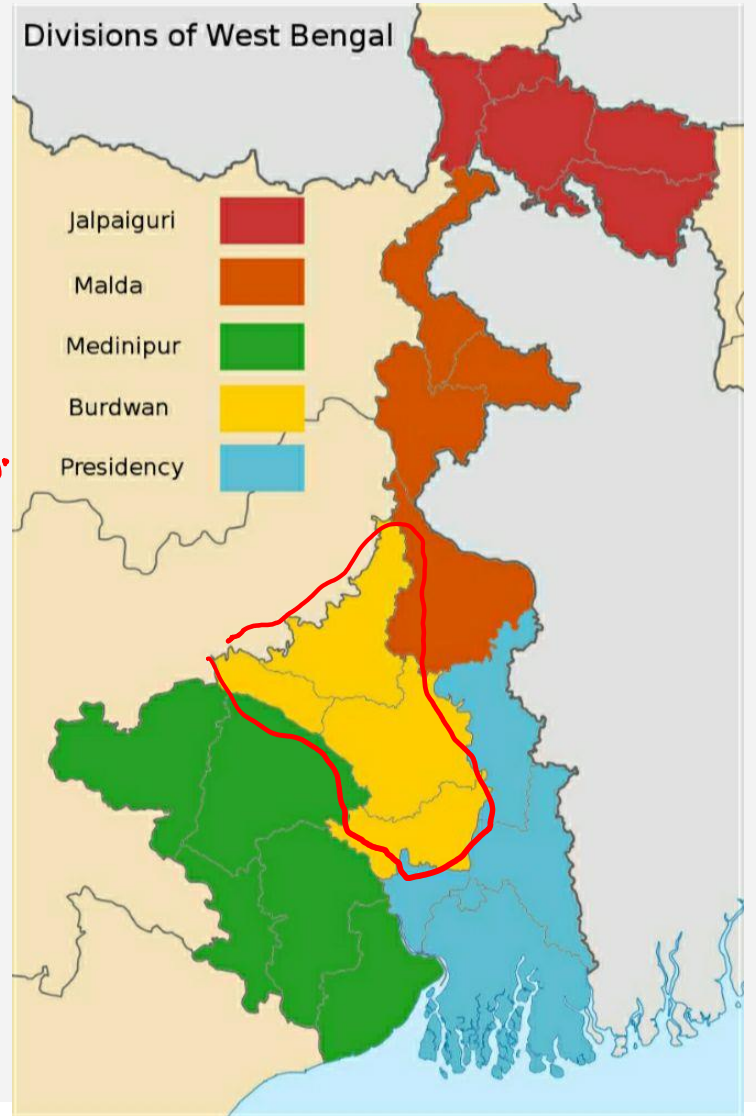 Divisions of West Bengal
Jalpaiguri
Malda
Medinipur
Burdwan
Presidency